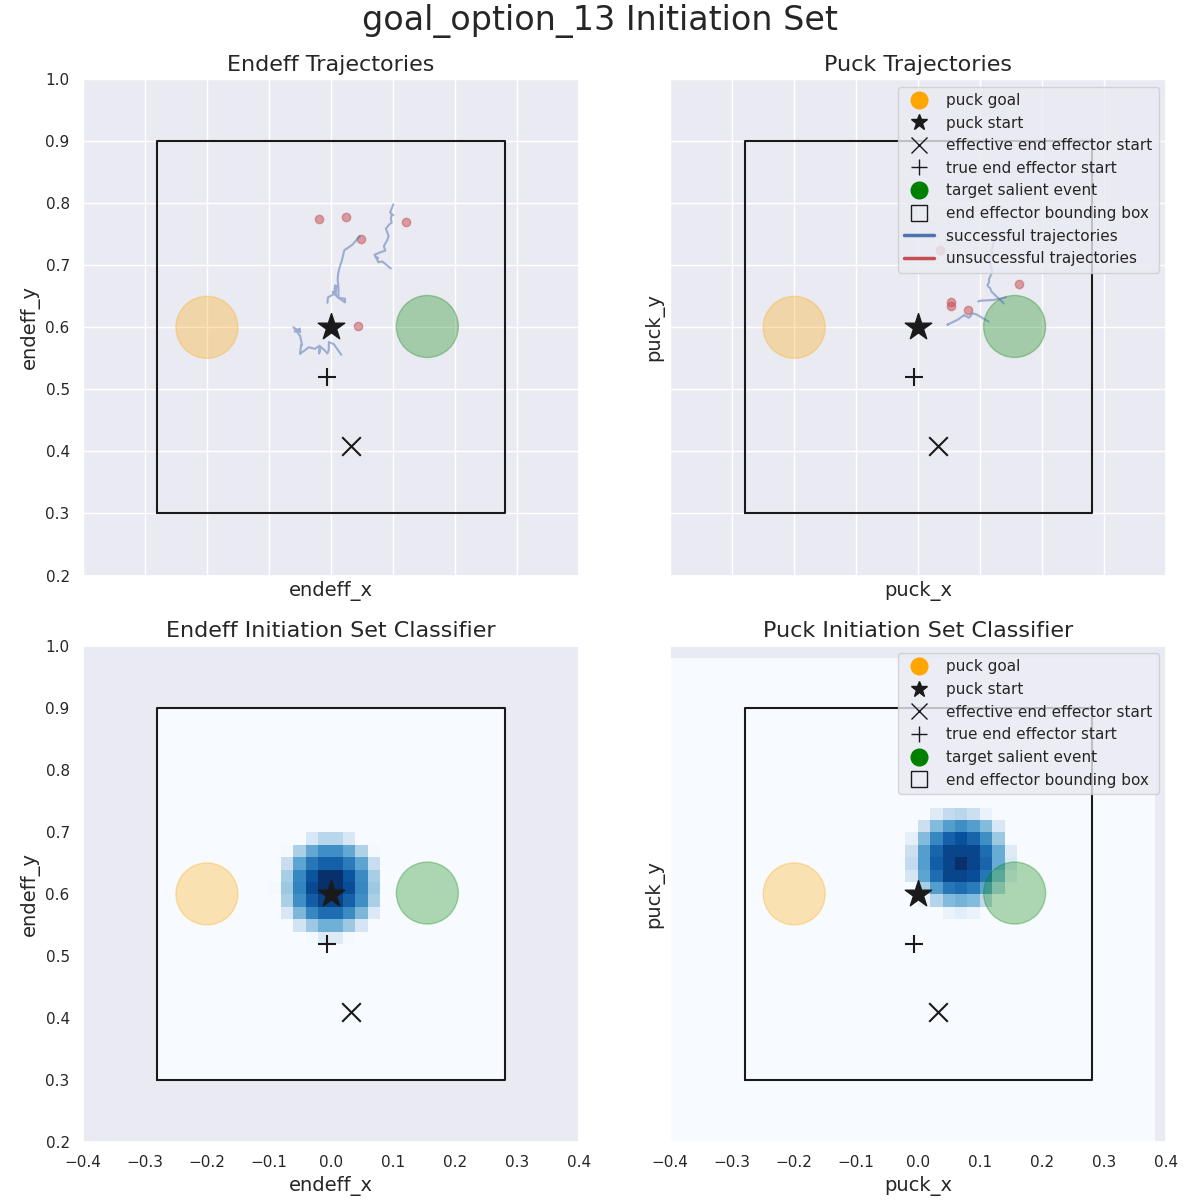 goal_option_13 Initiation Set
Endeff Trajectories
1.0
0.9
0.8
0.7
0.6
0.5
0.4
0.3
0.2
endeff_y
endeff_x
Puck Trajectories
puck goal
puck start
effective end effector start
true end effector start
target salient event
end effector bounding box
successful trajectories
unsuccessful trajectories
puck_y
puck_x
Endeff Initiation Set Classifier
1.0
0.9
0.8
0.7
0.6
0.5
0.4
0.3
0.2
endeff_y
−0.4 −0.3 −0.2 −0.1 0.0 0.1 0.2 0.3 0.4
endeff_x
Puck Initiation Set Classifier
puck goal
puck start
effective end effector start
true end effector start
target salient event
end effector bounding box
puck_y
−0.4 −0.3 −0.2 −0.1 0.0 0.1 0.2 0.3 0.4
puck_x